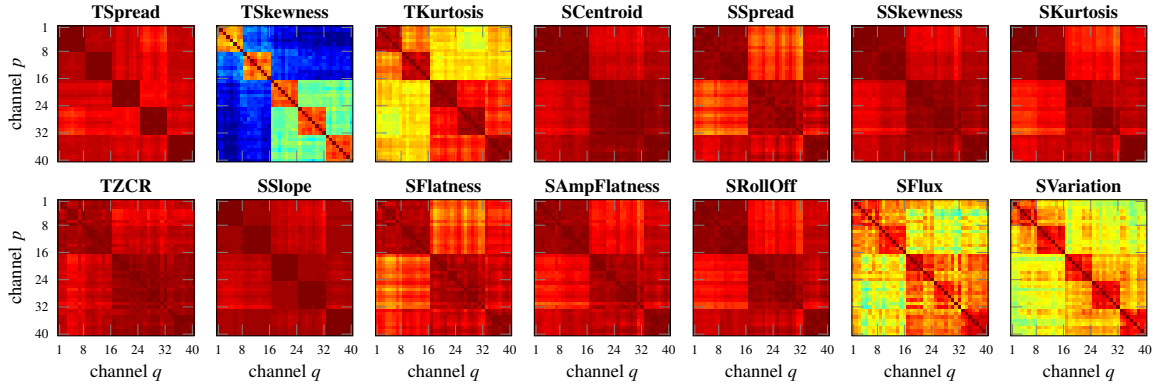 TSpread TSkewness TKurtosis SCentroid SSpread SSkewness SKurtosis
1
8
16
24
32
40
channel p
TZCR SSlope SFlatness SAmpFlatness SRollOff SFlux SVariation
1
8
16
24
32
40
channel p
1 8 16 24 32 40 1 8 16 24 32 40 1 8 16 24 32 40 1 8 16 24 32 40 1 8 16 24 32 40 1 8 16 24 32 40 1 8 16 24 32 40
channel q channel q channel q channel q channel q channel q channel q